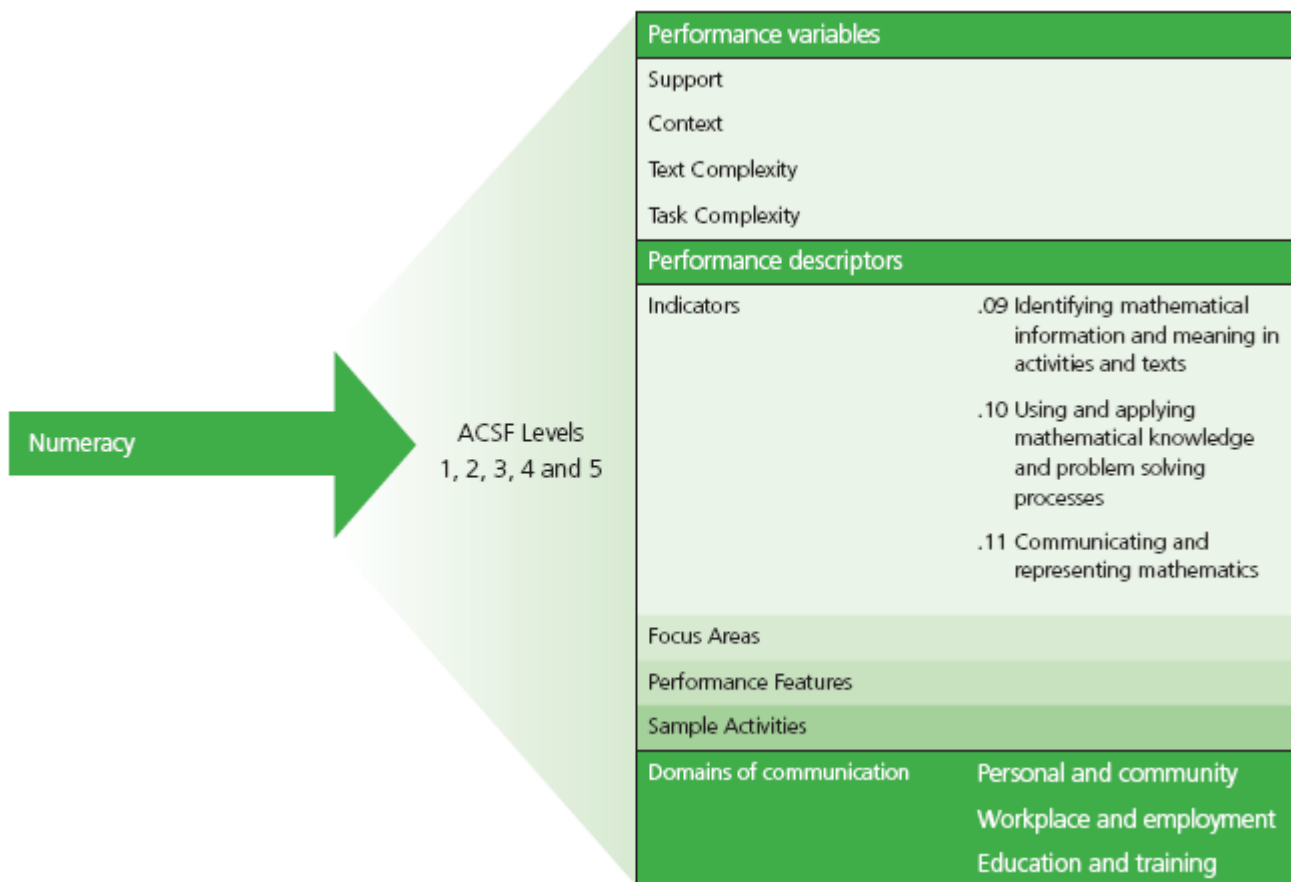 Numeracy
ACSF Levels
1, 2, 3, 4 and 5
Performance variables
Support
Context
Text Complexity
Task Complexity
Performance descriptors
Indicators
.09 Identifying mathematical
information and meaning in
activities and texts
.10 Using and applying
mathematical knowledge
and problem solving
processes
.11 Communicating and
representing mathematics
Focus Areas
Performance Features
Sample Activities
Domains of communication
Personal and community
Workplace and employment
Education and training